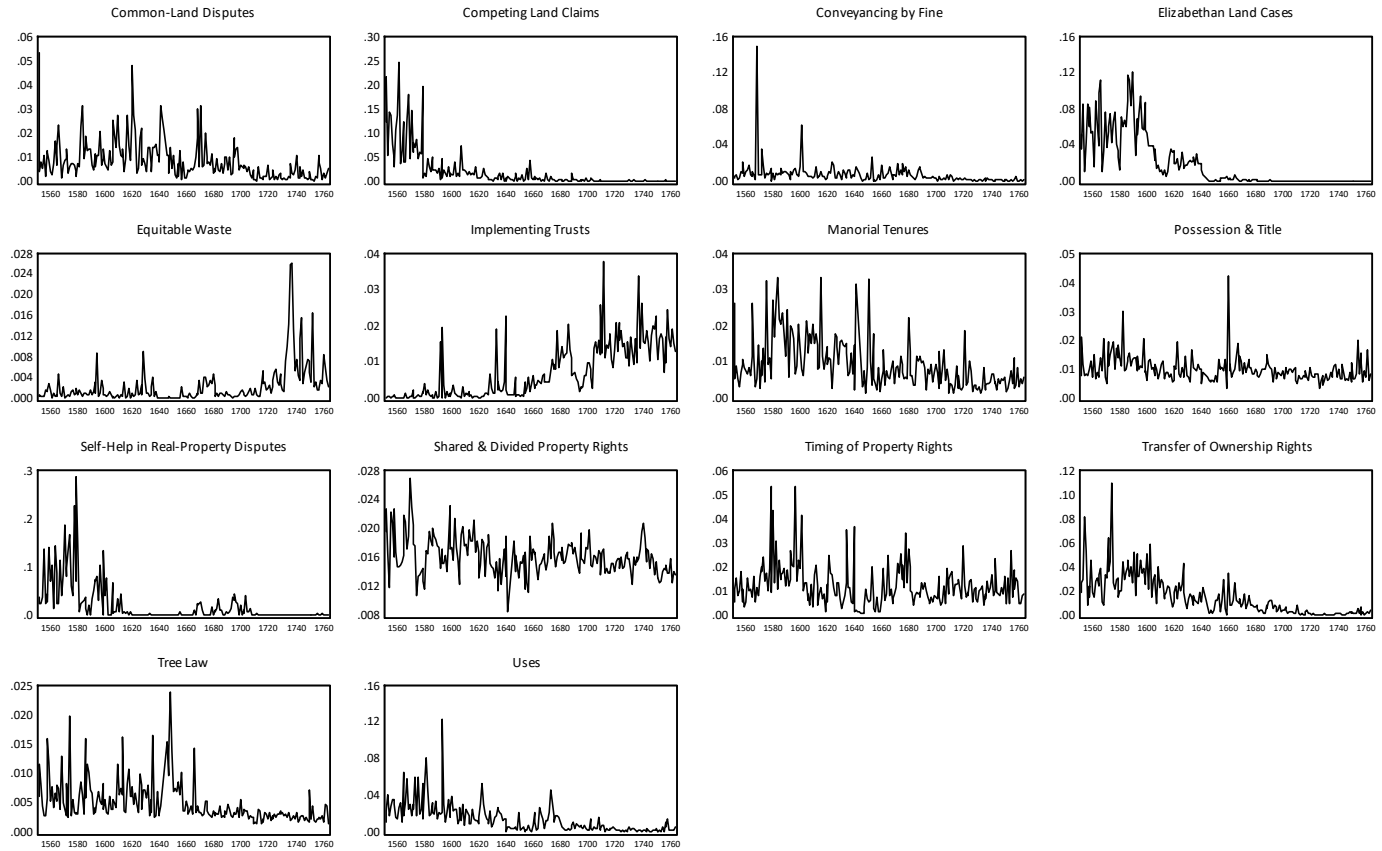 Common-Land Disputes
.06
.05
.04
.03
.02
.01
.00
1560 1580 1600 1620 1640 1660 1680 1700 1720 1740 1760
Competing Land Claims
.30
.25
.20
.15
.10
.05
.00
1560 1580 1600 1620 1640 1660 1680 1700 1720 1740 1760
Conveyancing by Fine
.16
.12
.08
.04
.00
1560 1580 1600 1620 1640 1660 1680 1700 1720 1740 1760
Elizabethan Land Cases
.16
.12
.08
.04
.00
1560 1580 1600 1620 1640 1660 1680 1700 1720 1740 1760
Equitable Waste
.028
.024
.020
.016
.012
.008
.004
.000
1560 1580 1600 1620 1640 1660 1680 1700 1720 1740 1760
Implementing Trusts
.04
.03
.02
.01
.00
1560 1580 1600 1620 1640 1660 1680 1700 1720 1740 1760
Manorial Tenures
.04
.03
.02
.01
.00
1560 1580 1600 1620 1640 1660 1680 1700 1720 1740 1760
Possession & Title
.05
.04
.03
.02
.01
.00
1560 1580 1600 1620 1640 1660 1680 1700 1720 1740 1760
Self-Help in Real-Property Disputes
.3
.2
.1
.0
1560 1580 1600 1620 1640 1660 1680 1700 1720 1740 1760
Shared & Divided Property Rights
.028
.024
.020
.016
.012
.008
1560 1580 1600 1620 1640 1660 1680 1700 1720 1740 1760
Timing of Property Rights
.06
.05
.04
.03
.02
.01
.00
1560 1580 1600 1620 1640 1660 1680 1700 1720 1740 1760
Transfer of Ownership Rights
.12
.10
.08
.06
.04
.02
.00
1560 1580 1600 1620 1640 1660 1680 1700 1720 1740 1760
Tree Law
.025
.020
.015
.010
.005
.000
1560 1580 1600 1620 1640 1660 1680 1700 1720 1740 1760
Uses
.16
.12
.08
.04
.00
1560 1580 1600 1620 1640 1660 1680 1700 1720 1740 1760